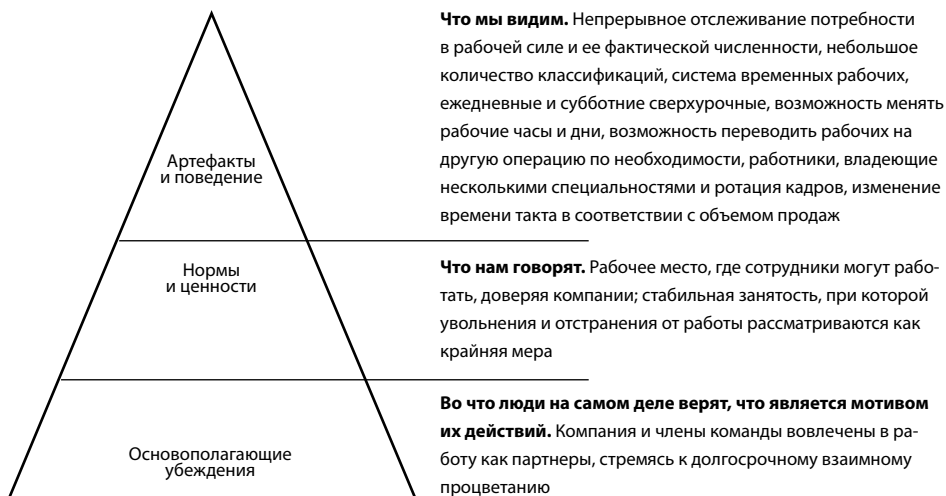 Что мы видим. Непрерывное отслеживание потребности
в рабочей силе и ее фактической численности, небольшое
количество классификаций, система временных рабочих,
ежедневные и субботние сверхурочные, возможность менять
рабочие часы и дни, возможность переводить рабочих на
другую операцию по необходимости, работники, владеющие
несколькими специальностями и ротация кадров, изменение
времени такта в соответствии с объемом продаж
Артефакты
и поведение
Что нам говорят. Рабочее место, где сотрудники могут рабо-
тать, доверяя компании; стабильная занятость, при которой
увольнения и отстранения от работы рассматриваются как
крайняя мера
Нормы
и ценности
Во что люди на самом деле верят, что является мотивом
их действий. Компания и члены команды вовлечены в ра-
боту как партнеры, стремясь к долгосрочному взаимному
процветанию
Основополагающие
убеждения